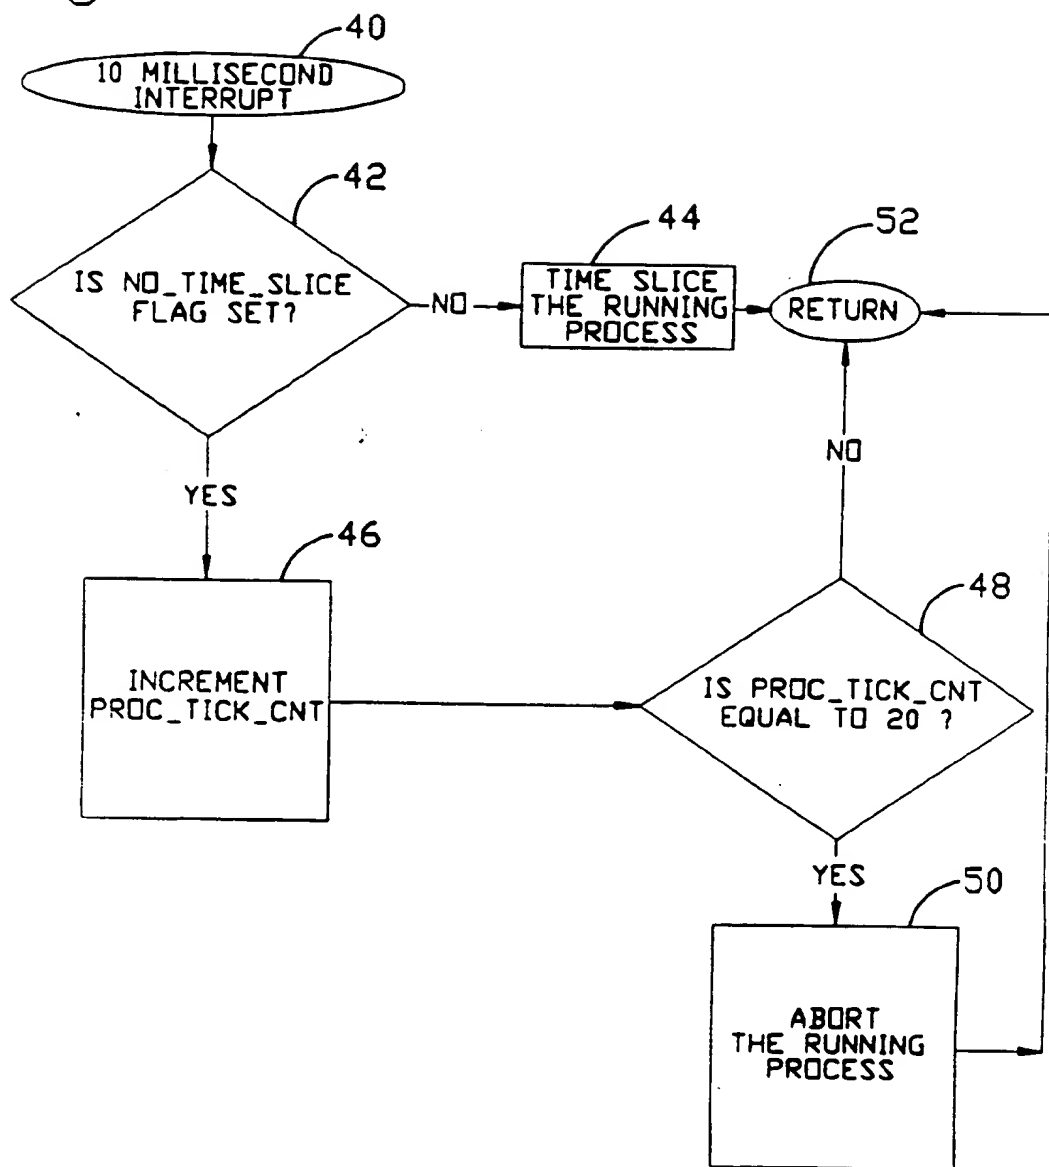 40
10 MILLISECOND
INTERRUPT
42
IS NO_TIME_SLICE
FLAG SET?
NO
44
TIME SLICE
THE RUNNING
PROCESS
52
RETURN
NO
YES
46
INCREMENT
PROC_TICK_CNT
48
IS PROC_TICK_CNT
EQUAL TO 20 ?
YES
50
ABORT
THE RUNNING
PROCESS